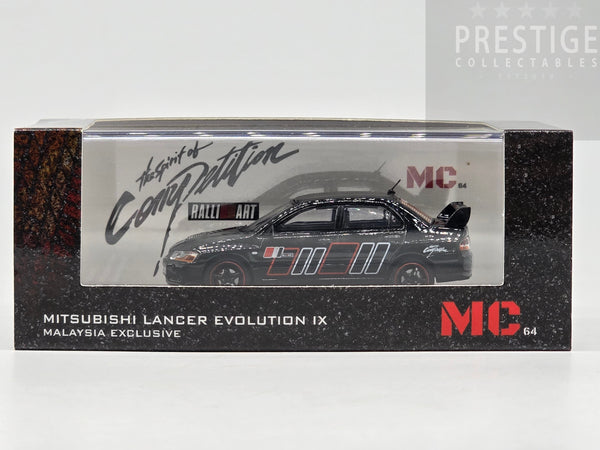 PRESTIGE
COLLECTABLES
the Spirit of
Competition
RALLIART
MC 64
MITSUBISHI LANCER EVOLUTION IX
MALAYSIA EXCLUSIVE
MC 64